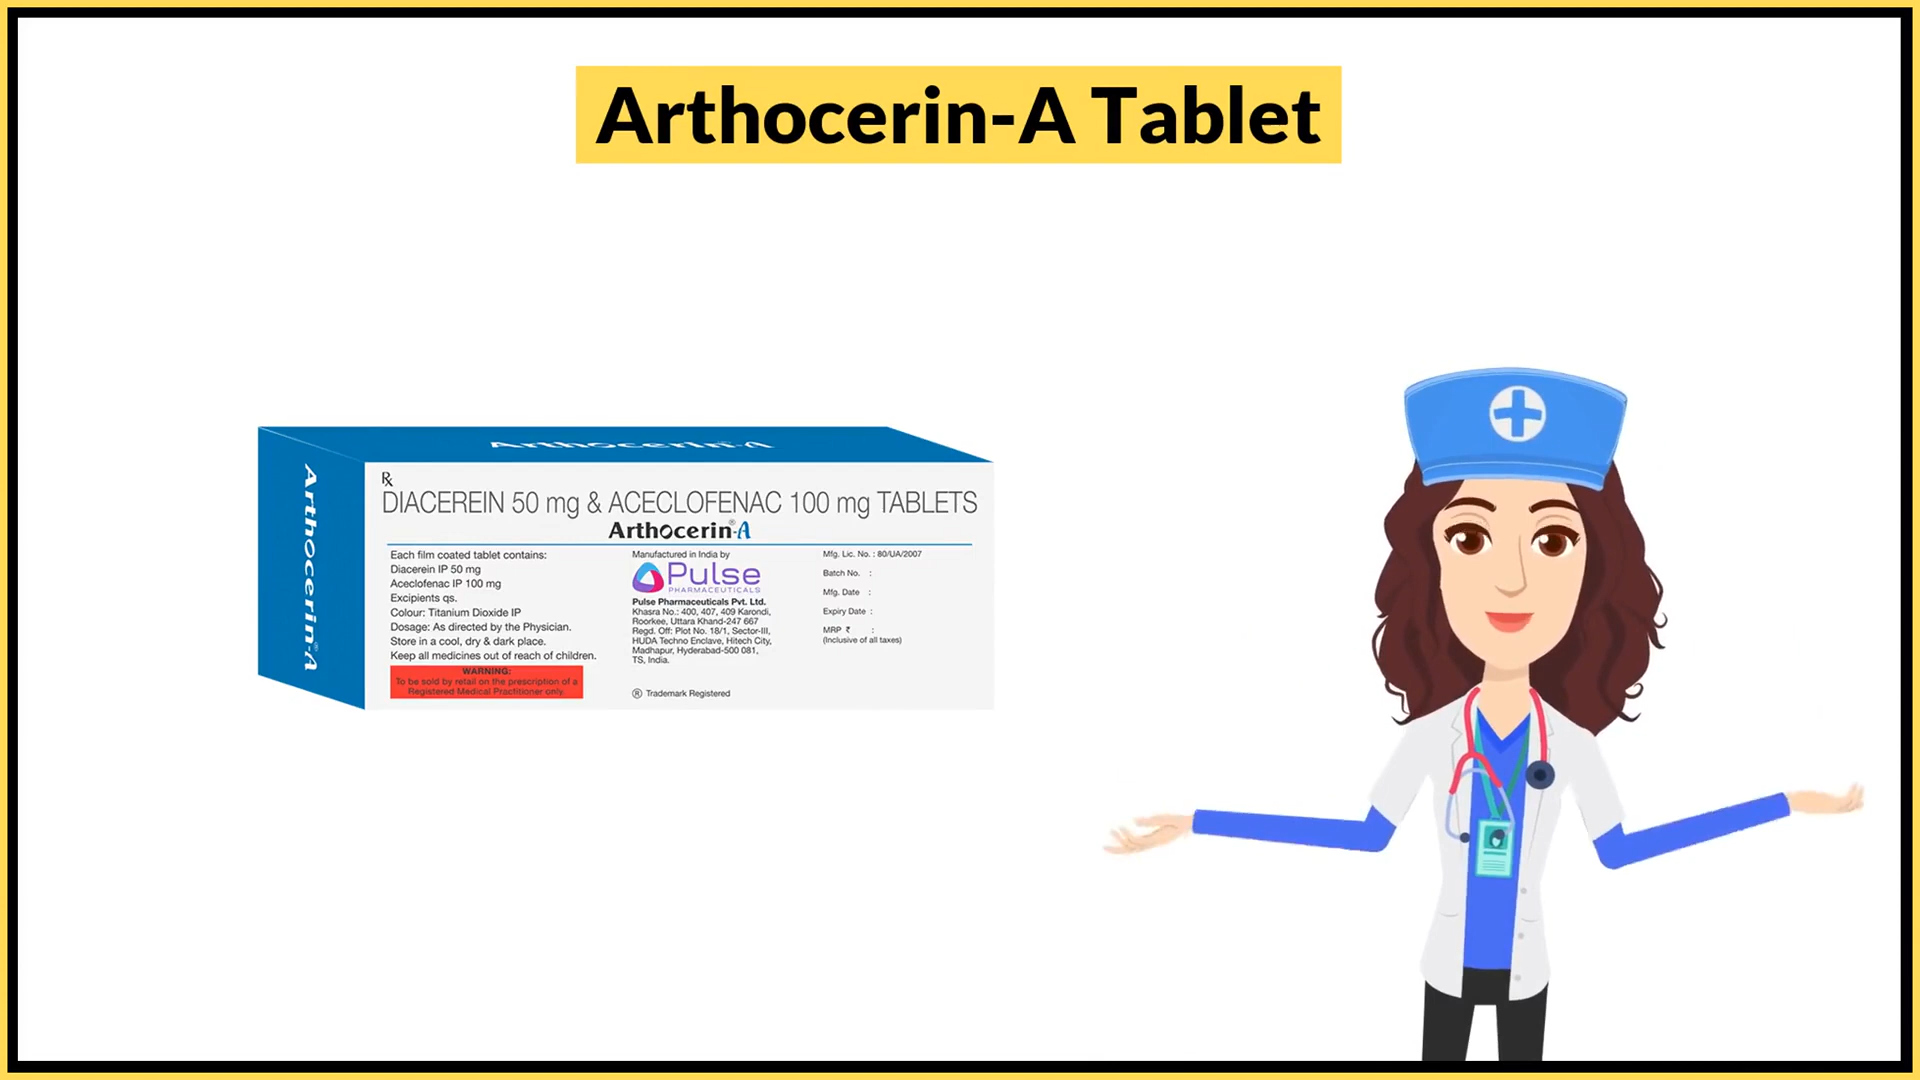 Arthocerin-A Tablet
Arthocerin-A
Arthocerin®-A
Rx
DIACEREIN 50 mg & ACECLOFENAC 100 mg TABLETS
Arthocerin®-A
Each film coated tablet contains:
Diacerein IP 50 mg
Aceclofenac IP 100 mg
Excipients qs.
Colour: Titanium Dioxide IP
Dosage: As directed by the Physician.
Store in a cool, dry & dark place.
Keep all medicines out of reach of children.
WARNING:
To be sold by retail on the prescription of a
Registered Medical Practitioner only.
Manufactured in India by
Pulse
PHARMACEUTICALS
Pulse Pharmaceuticals Pvt. Ltd.
Khasra No.: 400, 407, 409 Karondi,
Roorkee, Uttara Khand-247 667
Regd. Off: Plot No. 18/1, Sector-III,
HUDA Techno Enclave, Hitech City,
Madhapur, Hyderabad-500 081,
TS, India.
® Trademark Registered
Mfg. Lic. No. : 80/UA/2007
Batch No. :
Mfg. Date :
Expiry Date :
MRP ₹ :
(Inclusive of all taxes)